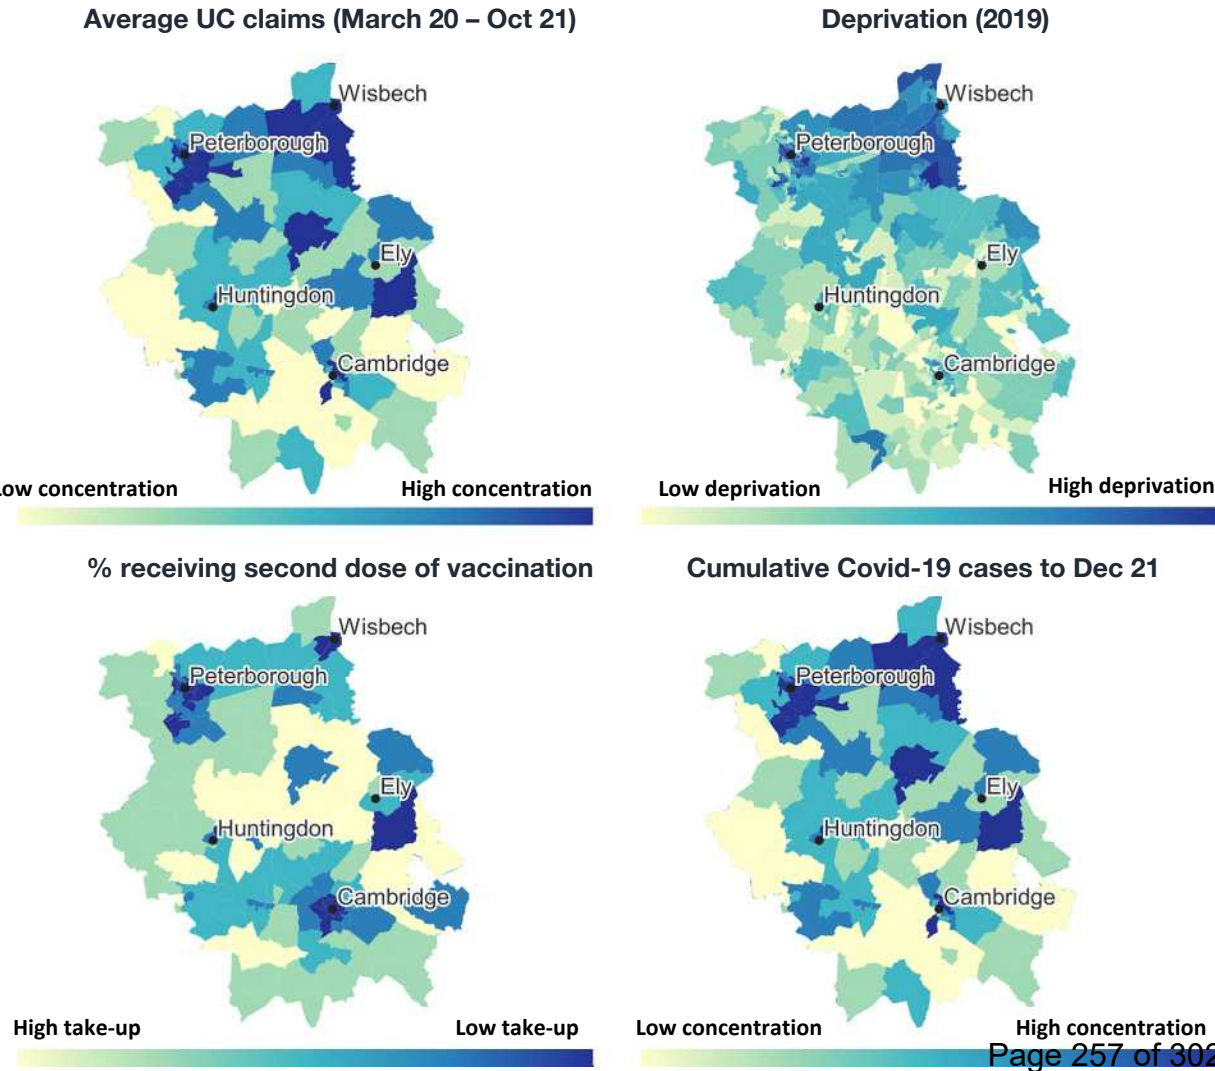 Average UC claims (March 20 – Oct 21)
Deprivation (2019)
Wisbech
Peterborough
Ely
Huntingdon
Cambridge
Wisbech
Peterborough
Ely
Huntingdon
Cambridge
Low concentration
High concentration
Low deprivation
High deprivation
% receiving second dose of vaccination
Cumulative Covid-19 cases to Dec 21
Wisbech
Peterborough
Ely
Huntingdon
Cambridge
Wisbech
Peterborough
Ely
Huntingdon
Cambridge
High take-up
Low take-up
Low concentration
High concentration
Page 257 of 302